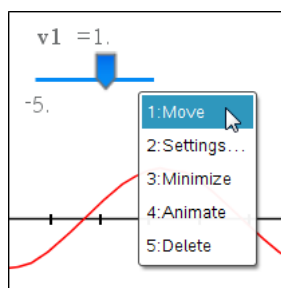 v1 =1.
-5.
1:Move
2:Settings...
3:Minimize
4:Animate
5:Delete